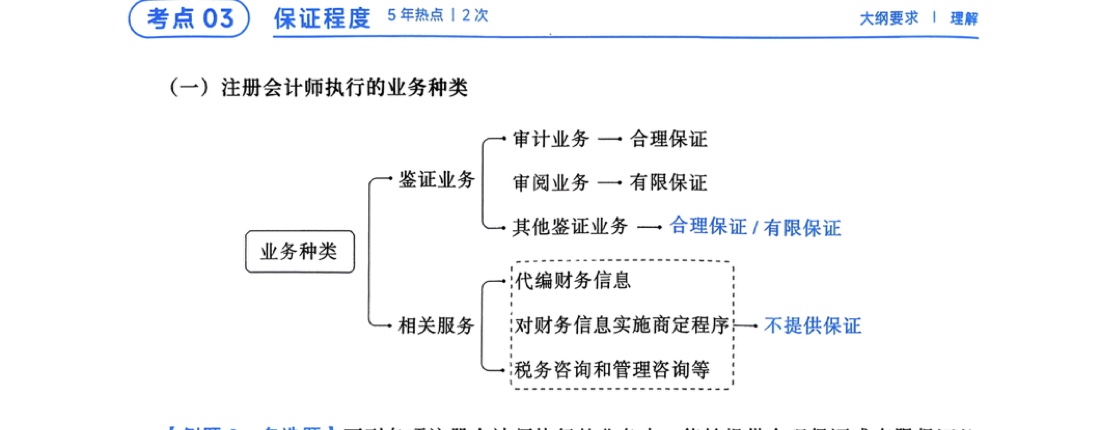 考点 03 保证程度 5年热点 | 2次 大纲要求 | 理解
（一）注册会计师执行的业务种类
审计业务 → 合理保证
鉴证业务
审阅业务 → 有限保证
其他鉴证业务 → 合理保证 / 有限保证
业务种类
代编财务信息
相关服务
对财务信息实施商定程序 → 不提供保证
税务咨询和管理咨询等